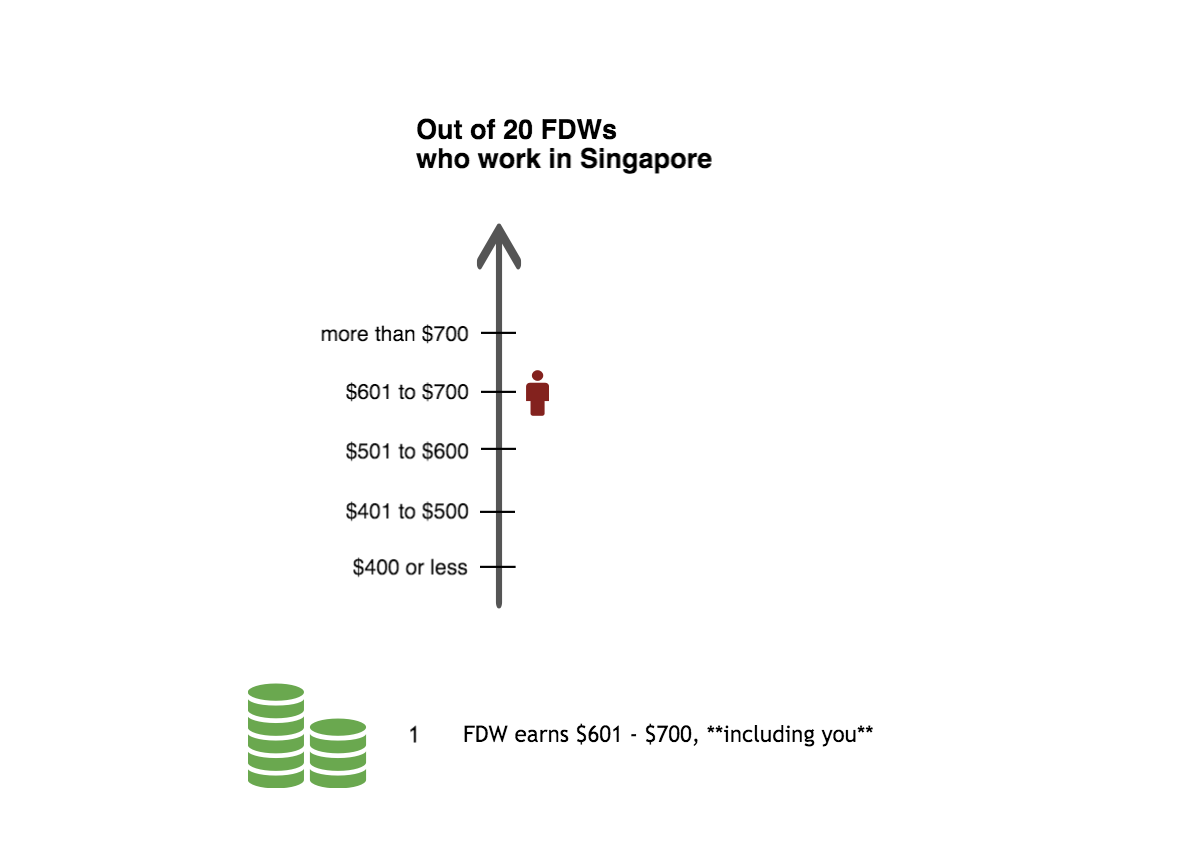 Out of 20 FDWs
who work in Singapore
more than $700
$601 to $700
$501 to $600
$401 to $500
$400 or less
1 FDW earns $601 - $700, **including you**